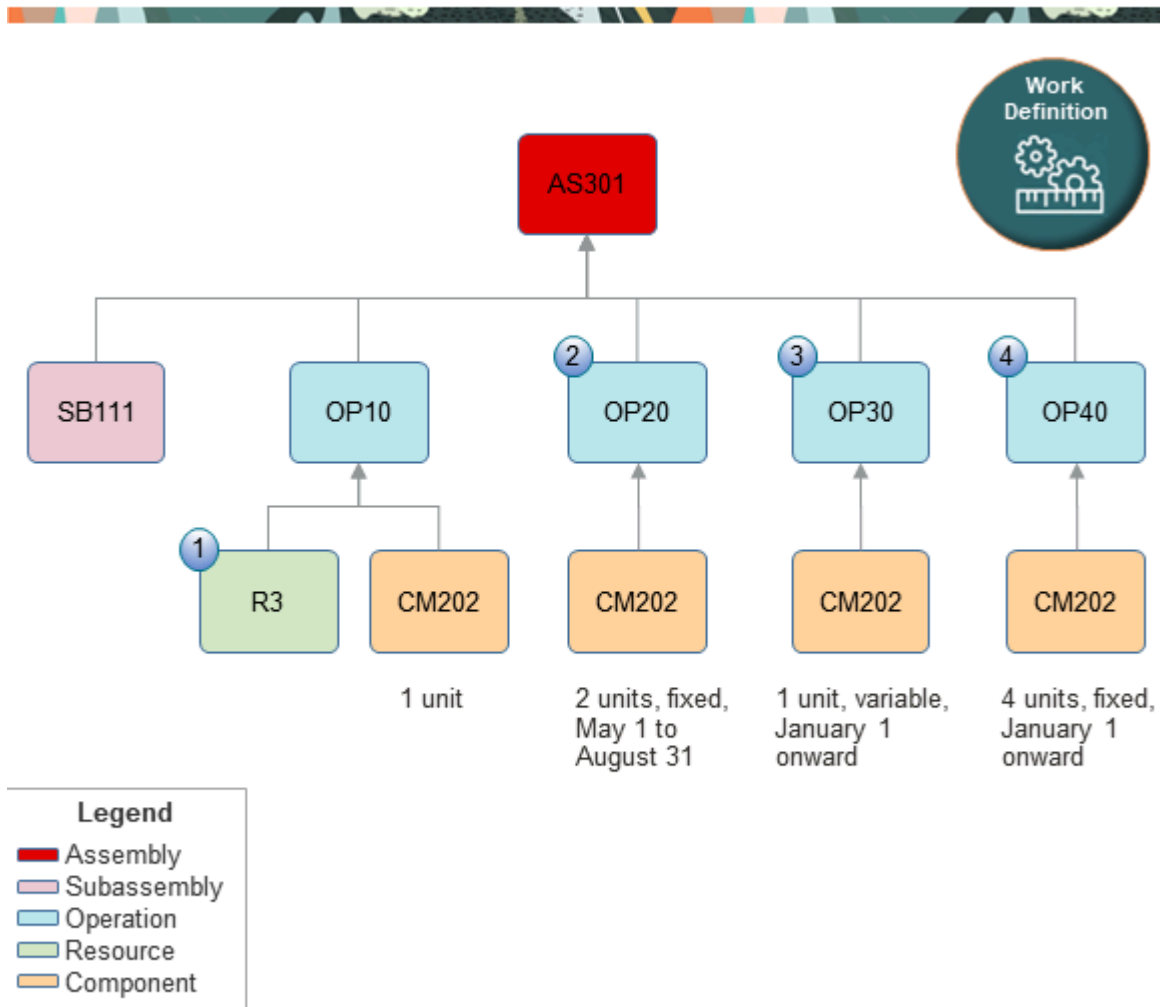 Work
Definition
AS301
2
3
4
SB111
OP10
OP20
OP30
OP40
1
R3
CM202
CM202
CM202
CM202
1 unit
2 units, fixed,
May 1 to
August 31
1 unit, variable,
January 1
onward
4 units, fixed,
January 1
onward
Legend
Assembly
Subassembly
Operation
Resource
Component